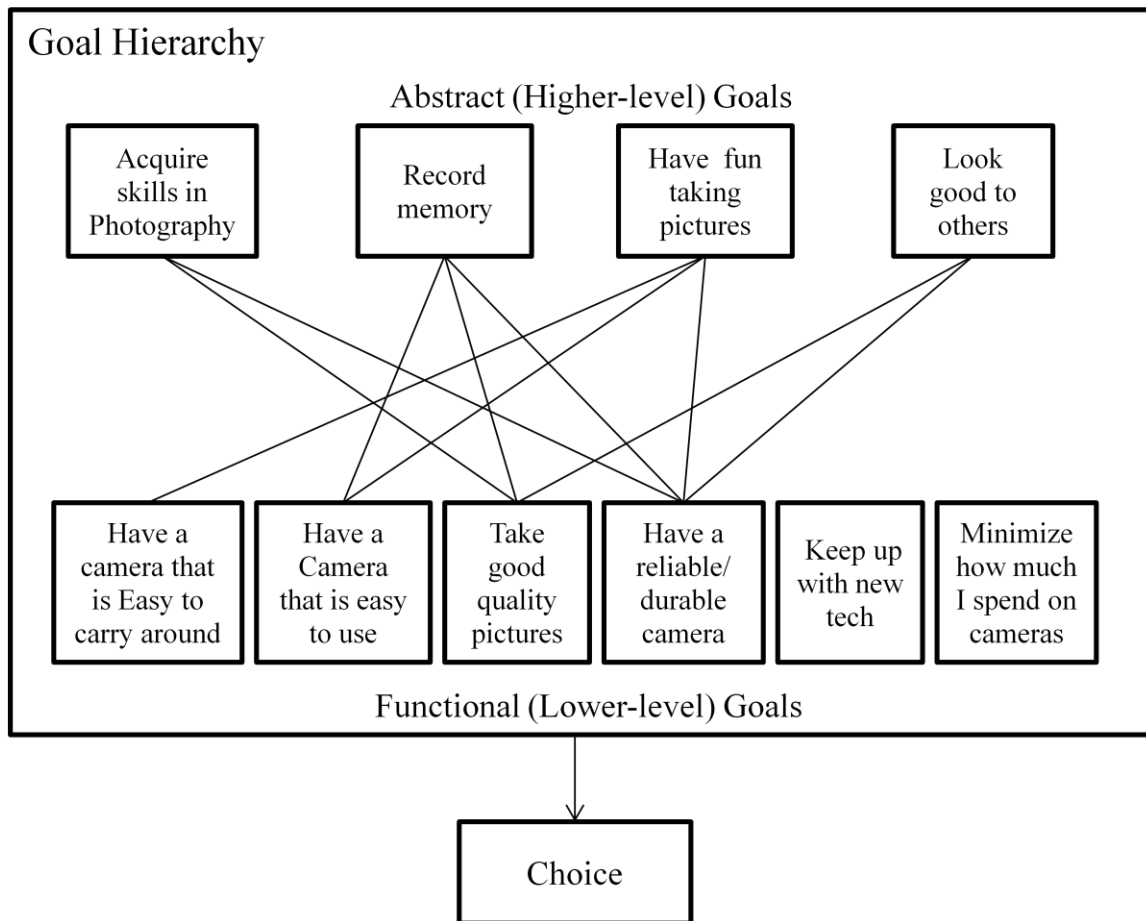 Goal Hierarchy
Abstract (Higher-level) Goals
Acquire
skills in
Photography
Record
memory
Have fun
taking
pictures
Look
good to
others
Have a
camera that
is Easy to
carry around
Have a
Camera
that is easy
to use
Take
good
quality
pictures
Have a
reliable/
durable
camera
Keep up
with new
tech
Minimize
how much
I spend on
cameras
Functional (Lower-level) Goals
Choice